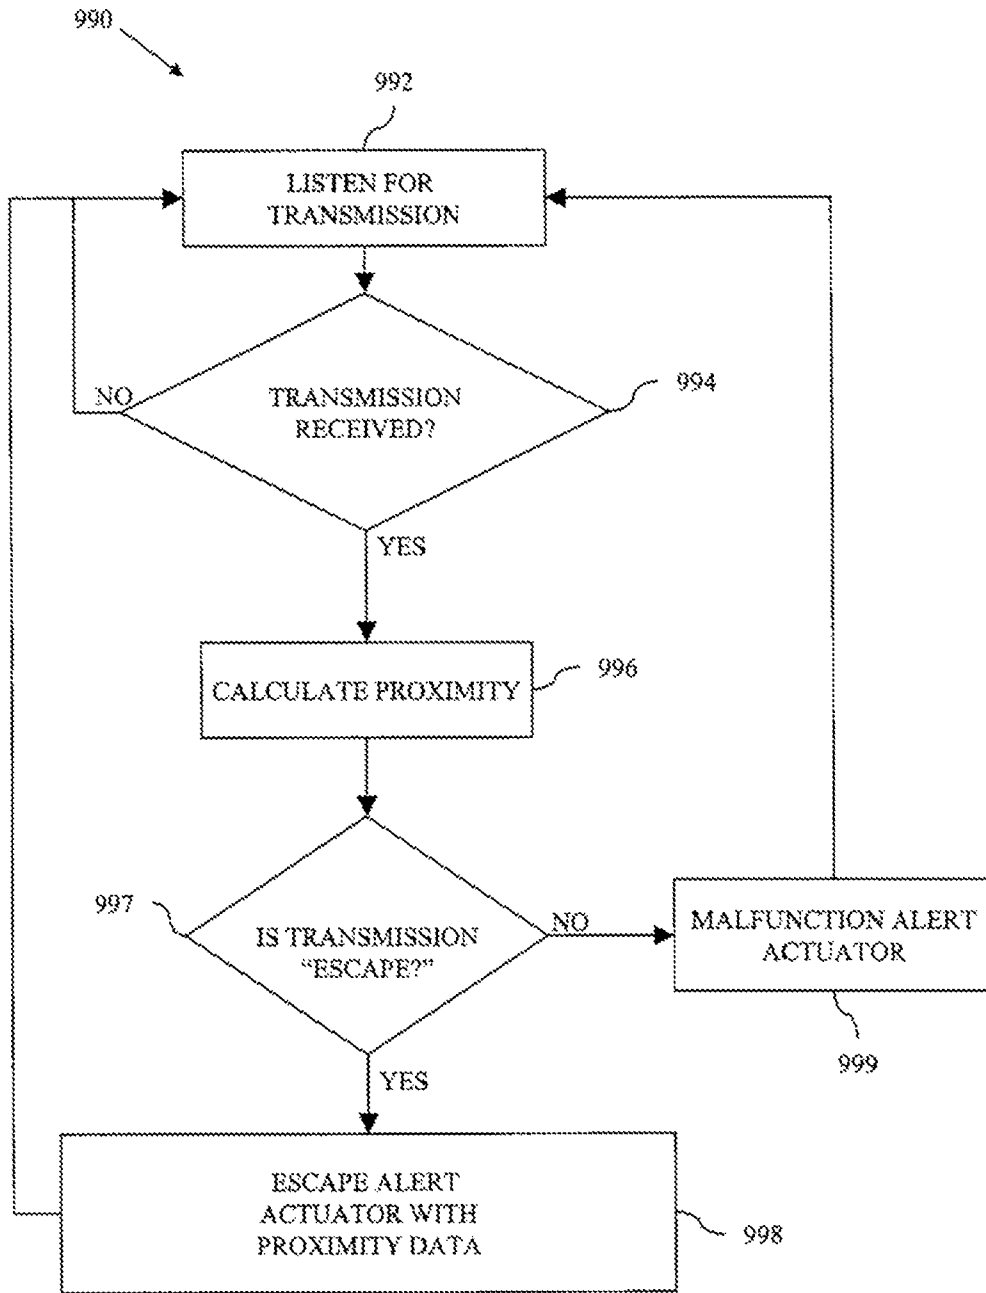 990
992
LISTEN FOR
TRANSMISSION
NO
TRANSMISSION
RECEIVED?
994
YES
CALCULATE PROXIMITY
996
997
IS TRANSMISSION
“ESCAPE?”
NO
MALFUNCTION ALERT
ACTUATOR
999
YES
ESCAPE ALERT
ACTUATOR WITH
PROXIMITY DATA
998